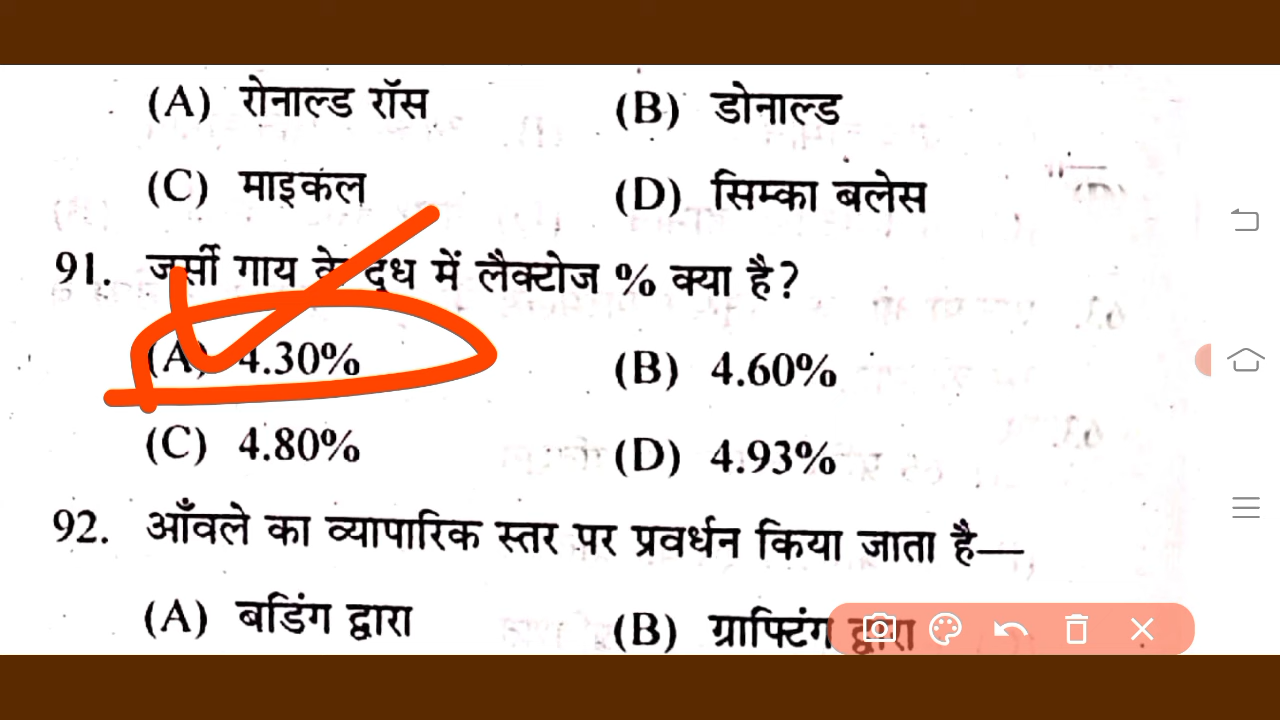 (A) रोनाल्ड रॉस (B) डोनाल्ड
(C) माइकल (D) सिम्का बलेस
91. जर्सी गाय के दूध में लैक्टोज % क्या है?
(A) 4.30% (B) 4.60%
(C) 4.80% (D) 4.93%
92. आँवले का व्यापारिक स्तर पर प्रवर्धन किया जाता है—
(A) बडिंग द्वारा (B) ग्राफ्टिंग द्वारा